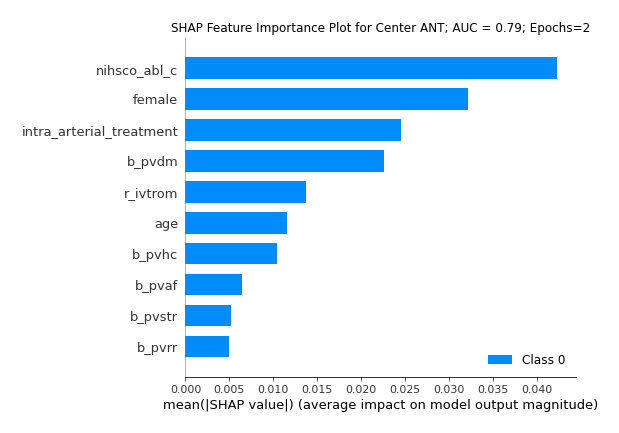 SHAP Feature Importance Plot for Center ANT; AUC = 0.79; Epochs=2
nihsco_abl_c
female
intra_arterial_treatment
b_pvdm
r_ivtrom
age
b_pvhc
b_pvaf
b_pvstr
b_pvrr
Class 0
0.000 0.005 0.010 0.015 0.020 0.025 0.030 0.035 0.040
mean(|SHAP value|) (average impact on model output magnitude)